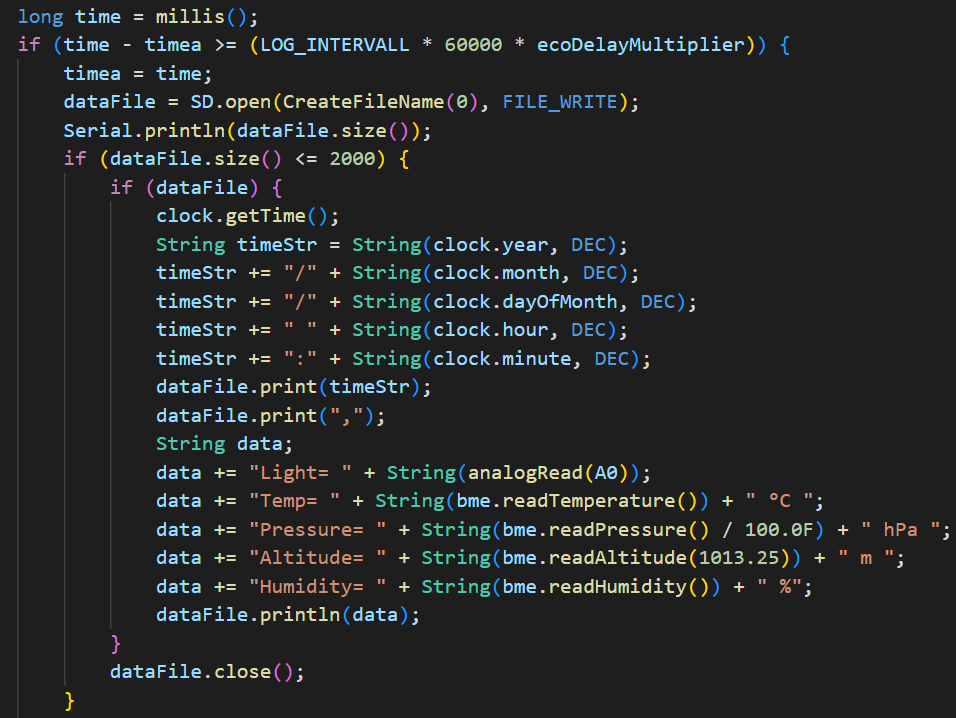 long time = millis();
if (time - timea >= (LOG_INTERVALL * 60000 * ecoDelayMultiplier)) {
    timea = time;
    dataFile = SD.open(CreateFileName(0), FILE_WRITE);
    Serial.println(dataFile.size());
    if (dataFile.size() <= 2000) {
        if (dataFile) {
            clock.getTime();
            String timeStr = String(clock.year, DEC);
            timeStr += "/" + String(clock.month, DEC);
            timeStr += "/" + String(clock.dayOfMonth, DEC);
            timeStr += " " + String(clock.hour, DEC);
            timeStr += ":" + String(clock.minute, DEC);
            dataFile.print(timeStr);
            dataFile.print(",");
            String data;
            data += "Light= " + String(analogRead(A0));
            data += "Temp= " + String(bme.readTemperature()) + " °C ";
            data += "Pressure= " + String(bme.readPressure() / 100.0F) + " hPa ";
            data += "Altitude= " + String(bme.readAltitude(1013.25)) + " m ";
            data += "Humidity= " + String(bme.readHumidity()) + " %";
            dataFile.println(data);
        }
        dataFile.close();
    }